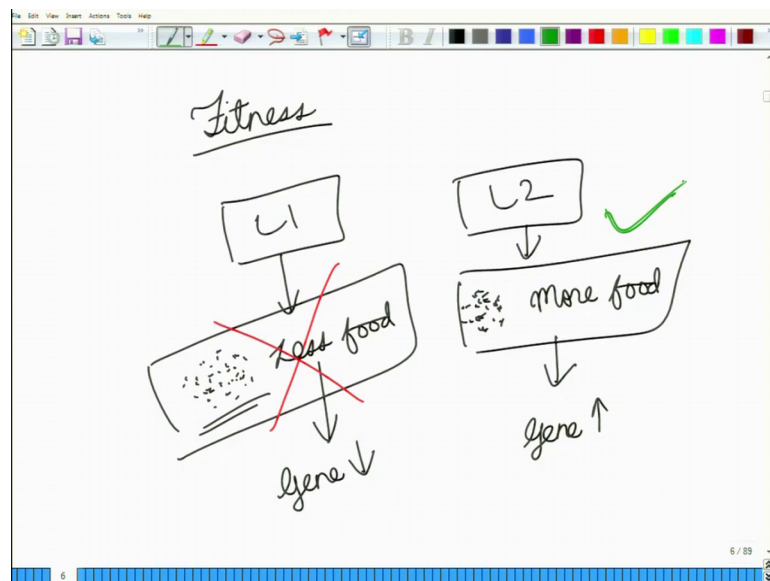 File Edit View Insert Actions Tools Help
B I
Fitness
L1
L2
Less food
More food
Gene ↓
Gene ↑
6 / 89
6